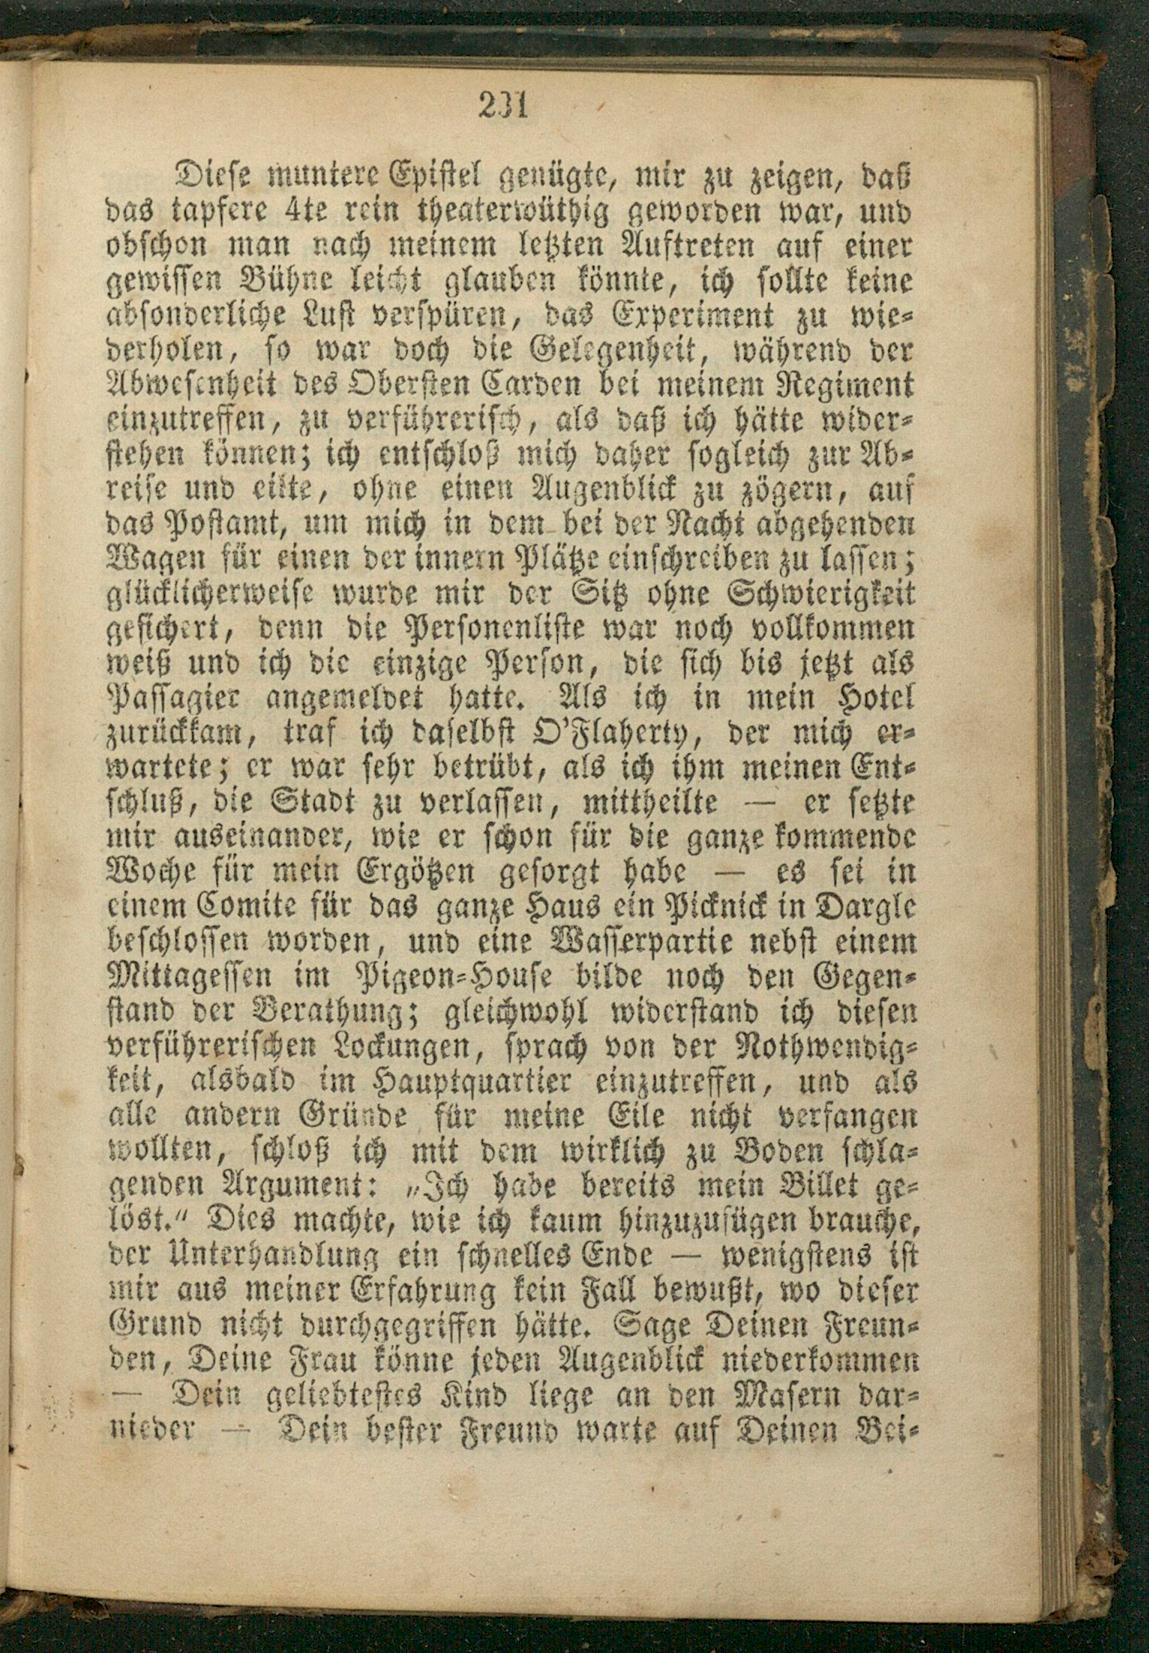 231
Diese muntere Epistel genügte, mir zu zeigen, daß
das tapfere 4te rein theaterwüthig geworden war, und
obschon man nach meinem letzten Auftreten auf einer
gewissen Bühne leicht glauben könnte, ich sollte keine
absonderliche Lust verspüren, das Experiment zu wie-
derholen, so war doch die Gelegenheit, während der
Abwesenheit des Obersten Carden bei meinem Regiment
einzutreffen, zu verführerisch, als daß ich hätte wider-
stehen können; ich entschloß mich daher sogleich zur Ab-
reise und eilte, ohne einen Augenblick zu zögern, auf
das Postamt, um mich in dem bei der Nacht abgehenden
Wagen für einen der innern Plätze einschreiben zu lassen;
glücklicherweise wurde mir der Sitz ohne Schwierigkeit
gesichert, denn die Personenliste war noch vollkommen
weiß und ich die einzige Person, die sich bis jetzt als
Passagier angemeldet hatte. Als ich in mein Hotel
zurückkam, traf ich daselbst O'Flaherty, der mich er-
wartete; er war sehr betrübt, als ich ihm meinen Ent-
schluß, die Stadt zu verlassen, mittheilte — er setzte
mir auseinander, wie er schon für die ganze kommende
Woche für mein Ergötzen gesorgt habe — es sei in
einem Comite für das ganze Haus ein Picknick in Dargle
beschlossen worden, und eine Wasserpartie nebst einem
Mittagessen im Pigeon-House bilde noch den Gegen-
stand der Berathung; gleichwohl widerstand ich diesen
verführerischen Lockungen, sprach von der Nothwendig-
keit, alsbald im Hauptquartier einzutreffen, und als
alle andern Gründe für meine Eile nicht verfangen
wollten, schloß ich mit dem wirklich zu Boden schla-
genden Argument: „Ich habe bereits mein Billet ge-
löst.“ Dies machte, wie ich kaum hinzuzufügen brauche,
der Unterhandlung ein schnelles Ende — wenigstens ist
mir aus meiner Erfahrung kein Fall bewußt, wo dieser
Grund nicht durchgegriffen hätte. Sage Deinen Freun-
den, Deine Frau könne jeden Augenblick niederkommen
— Dein geliebtestes Kind liege an den Masern dar-
nieder — Dein bester Freund warte auf Deinen Bei-